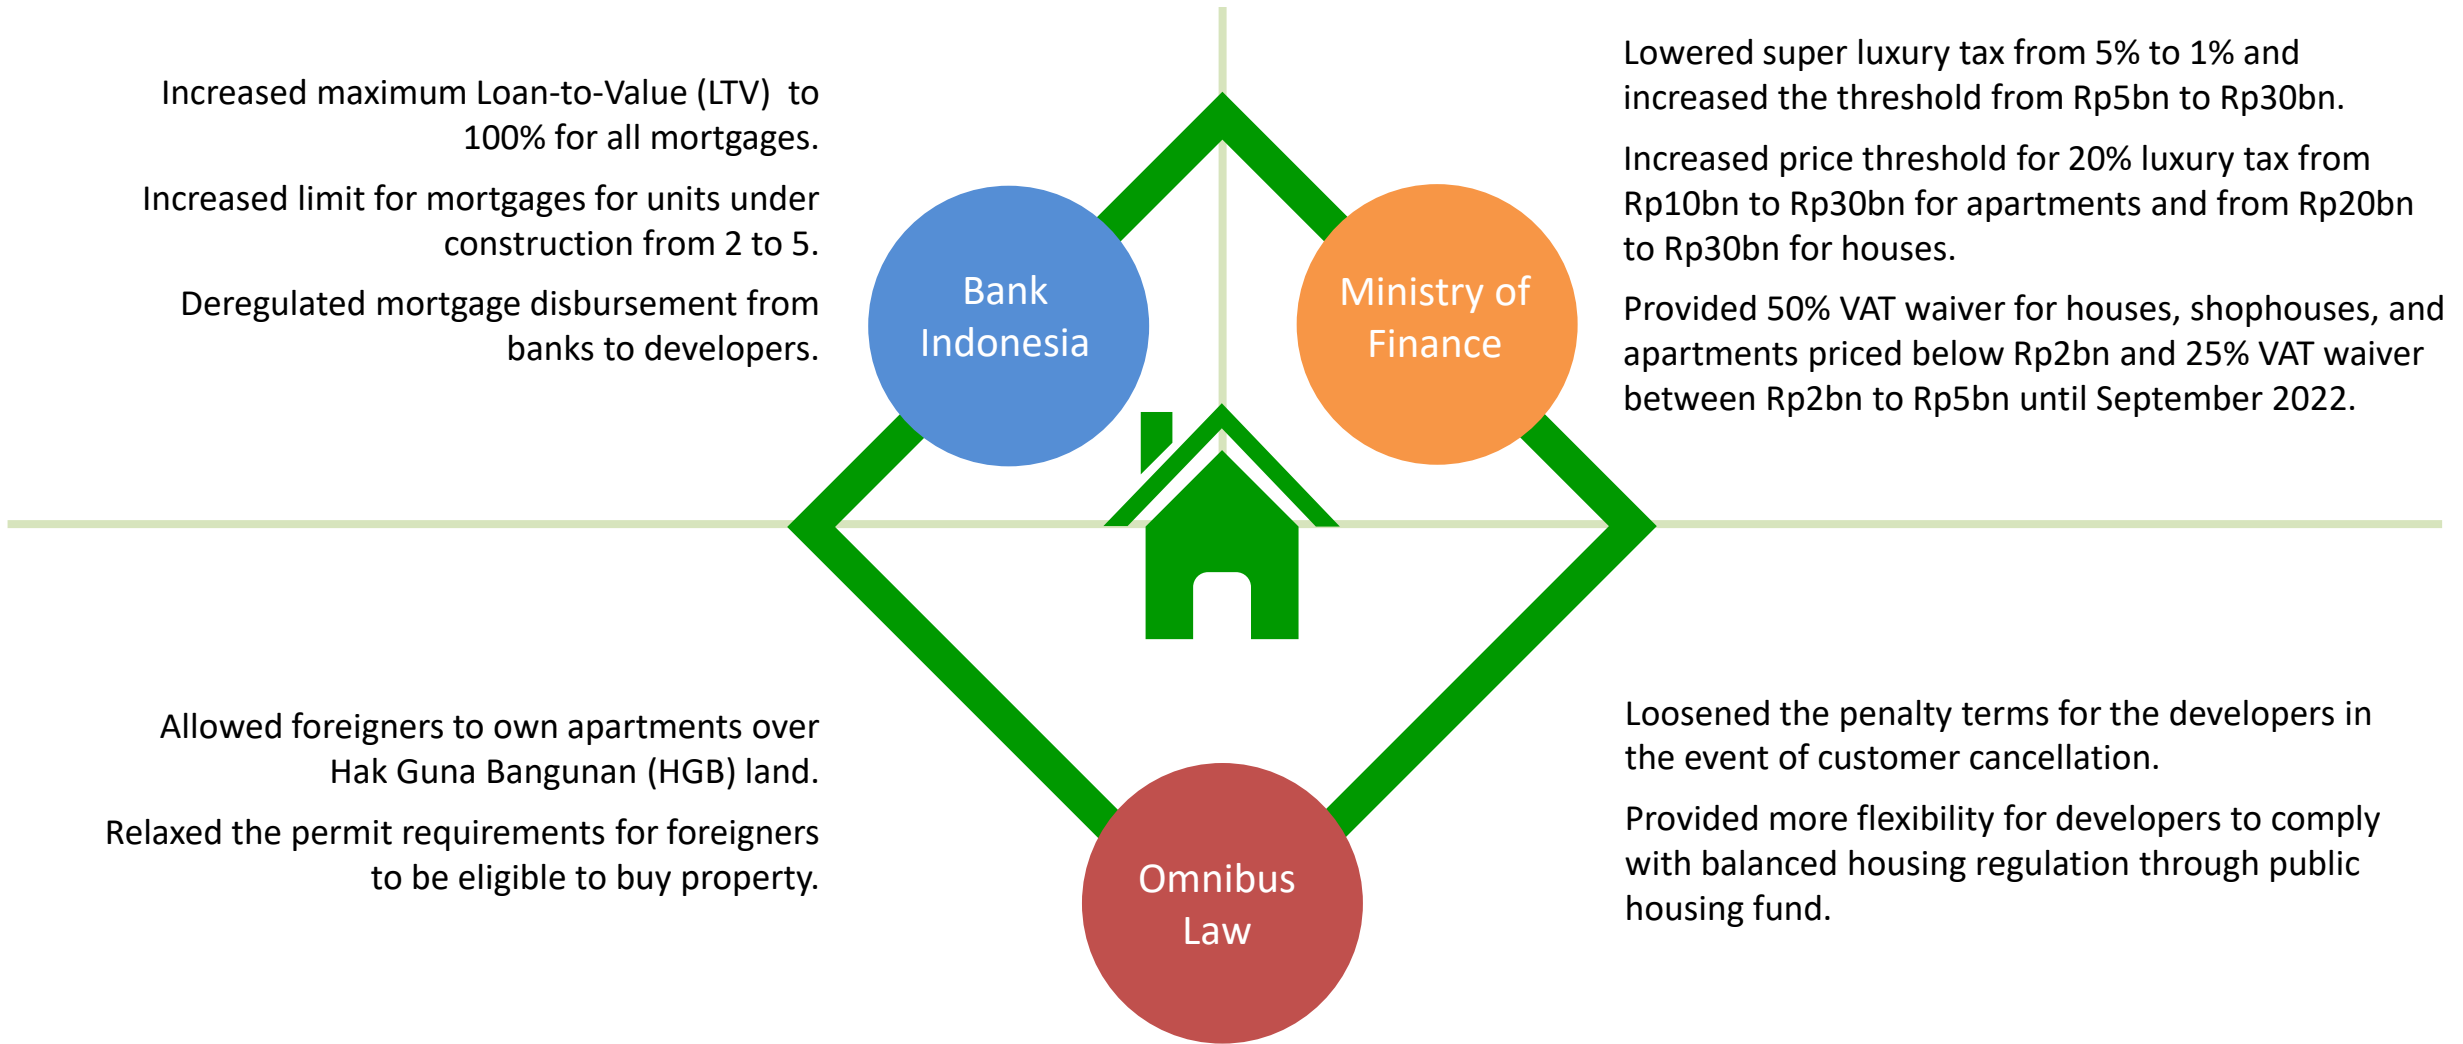 Increased maximum Loan-to-Value (LTV)  to
100% for all mortgages.
Increased limit for mortgages for units under
construction from 2 to 5.
Deregulated mortgage disbursement from
banks to developers.
Bank
Indonesia
Ministry of
Finance
Lowered super luxury tax from 5% to 1% and
increased the threshold from Rp5bn to Rp30bn.
Increased price threshold for 20% luxury tax from
Rp10bn to Rp30bn for apartments and from Rp20bn
to Rp30bn for houses.
Provided 50% VAT waiver for houses, shophouses, and
apartments priced below Rp2bn and 25% VAT waiver
between Rp2bn to Rp5bn until September 2022.
Allowed foreigners to own apartments over
Hak Guna Bangunan (HGB) land.
Relaxed the permit requirements for foreigners
to be eligible to buy property.
Omnibus
Law
Loosened the penalty terms for the developers in
the event of customer cancellation.
Provided more flexibility for developers to comply
with balanced housing regulation through public
housing fund.